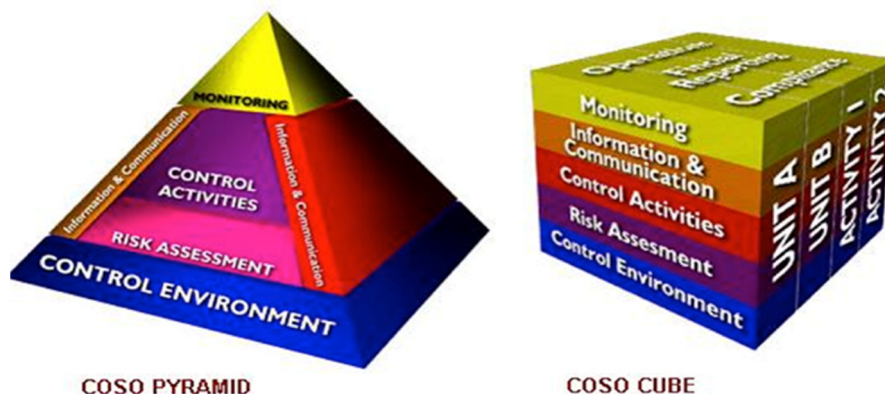 MONITORING
Information & Communication
CONTROL
ACTIVITIES
Information & Communication
RISK ASSESSMENT
CONTROL ENVIRONMENT
COSO PYRAMID
Operations
Fincial
Reporting
Compliance
Monitoring
Information &
Communication
Control Activities
Risk Assesment
Control Environment
UNIT A
UNIT B
ACTIVITY 1
ACTIVITY 2
COSO CUBE